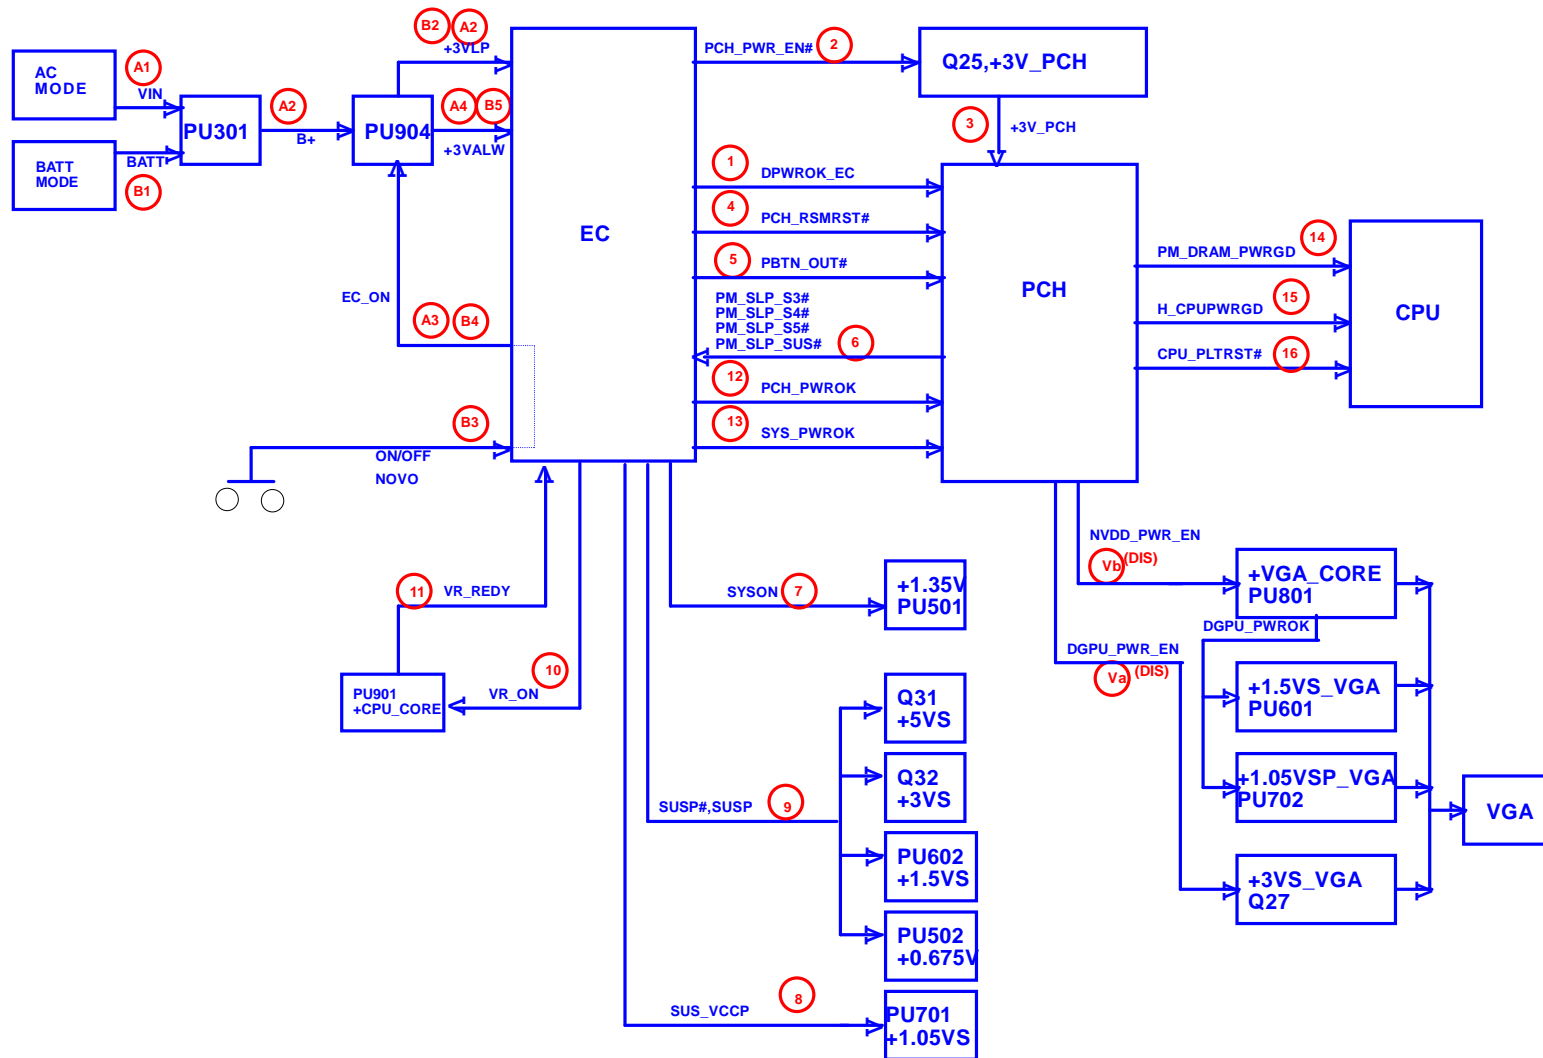 B2
A2
+3VLP
PCH_PWR_EN#
2
Q25,+3V_PCH
AC
MODE
A1
VIN
PU301
A2
B+
PU904
A4
B5
+3VALW
3
+3V_PCH
BATT
MODE
BATT
B1
1
DPWROK_EC
4
PCH_RSMRST#
EC
5
PBTN_OUT#
PCH
PM_DRAM_PWRGD
14
H_CPUPWRGD
15
CPU
CPU_PLTRST#
16
EC_ON
A3
B4
PM_SLP_S3#
PM_SLP_S4#
PM_SLP_S5#
PM_SLP_SUS#
6
12
PCH_PWROK
13
SYS_PWROK
B3
ON/OFF
NOVO
NVDD_PWR_EN
Vb
(DIS)
+VGA_CORE
PU801
11
VR_REDY
SYSON
7
+1.35V
PU501
DGPU_PWROK
DGPU_PWR_EN
Va
(DIS)
+1.5VS_VGA
PU601
PU901
+CPU_CORE
VR_ON
10
Q31
+5VS
Q32
+3VS
+1.05VSP_VGA
PU702
VGA
SUSP#,SUSP
9
PU602
+1.5VS
+3VS_VGA
Q27
PU502
+0.675V
SUS_VCCP
8
PU701
+1.05VS